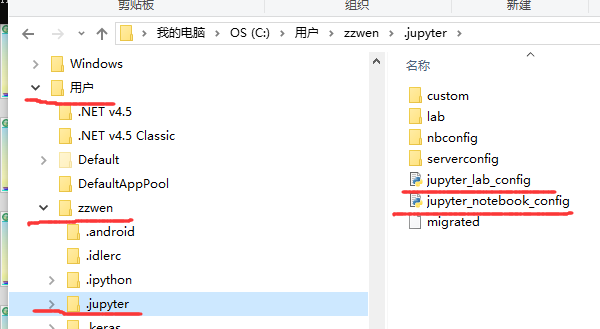 剪贴板 组织 新建
我的电脑 OS (C:) 用户 zzwen .jupyter
Windows
用户
.NET v4.5
.NET v4.5 Classic
Default
DefaultAppPool
zzwen
.android
.idlerc
.ipython
.jupyter
.keras
名称
custom
lab
nbconfig
serverconfig
jupyter_lab_config
jupyter_notebook_config
migrated